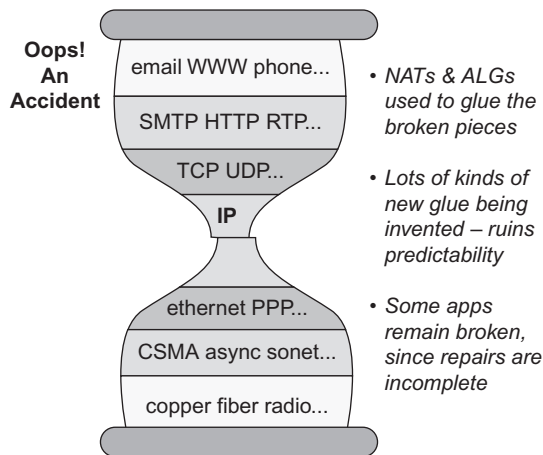 Oops!
An
Accident
email WWW phone...
SMTP HTTP RTP...
TCP UDP...
IP
ethernet PPP...
CSMA async sonet...
copper fiber radio...
• NATs & ALGs
used to glue the
broken pieces
• Lots of kinds of
new glue being
invented – ruins
predictability
• Some apps
remain broken,
since repairs are
incomplete